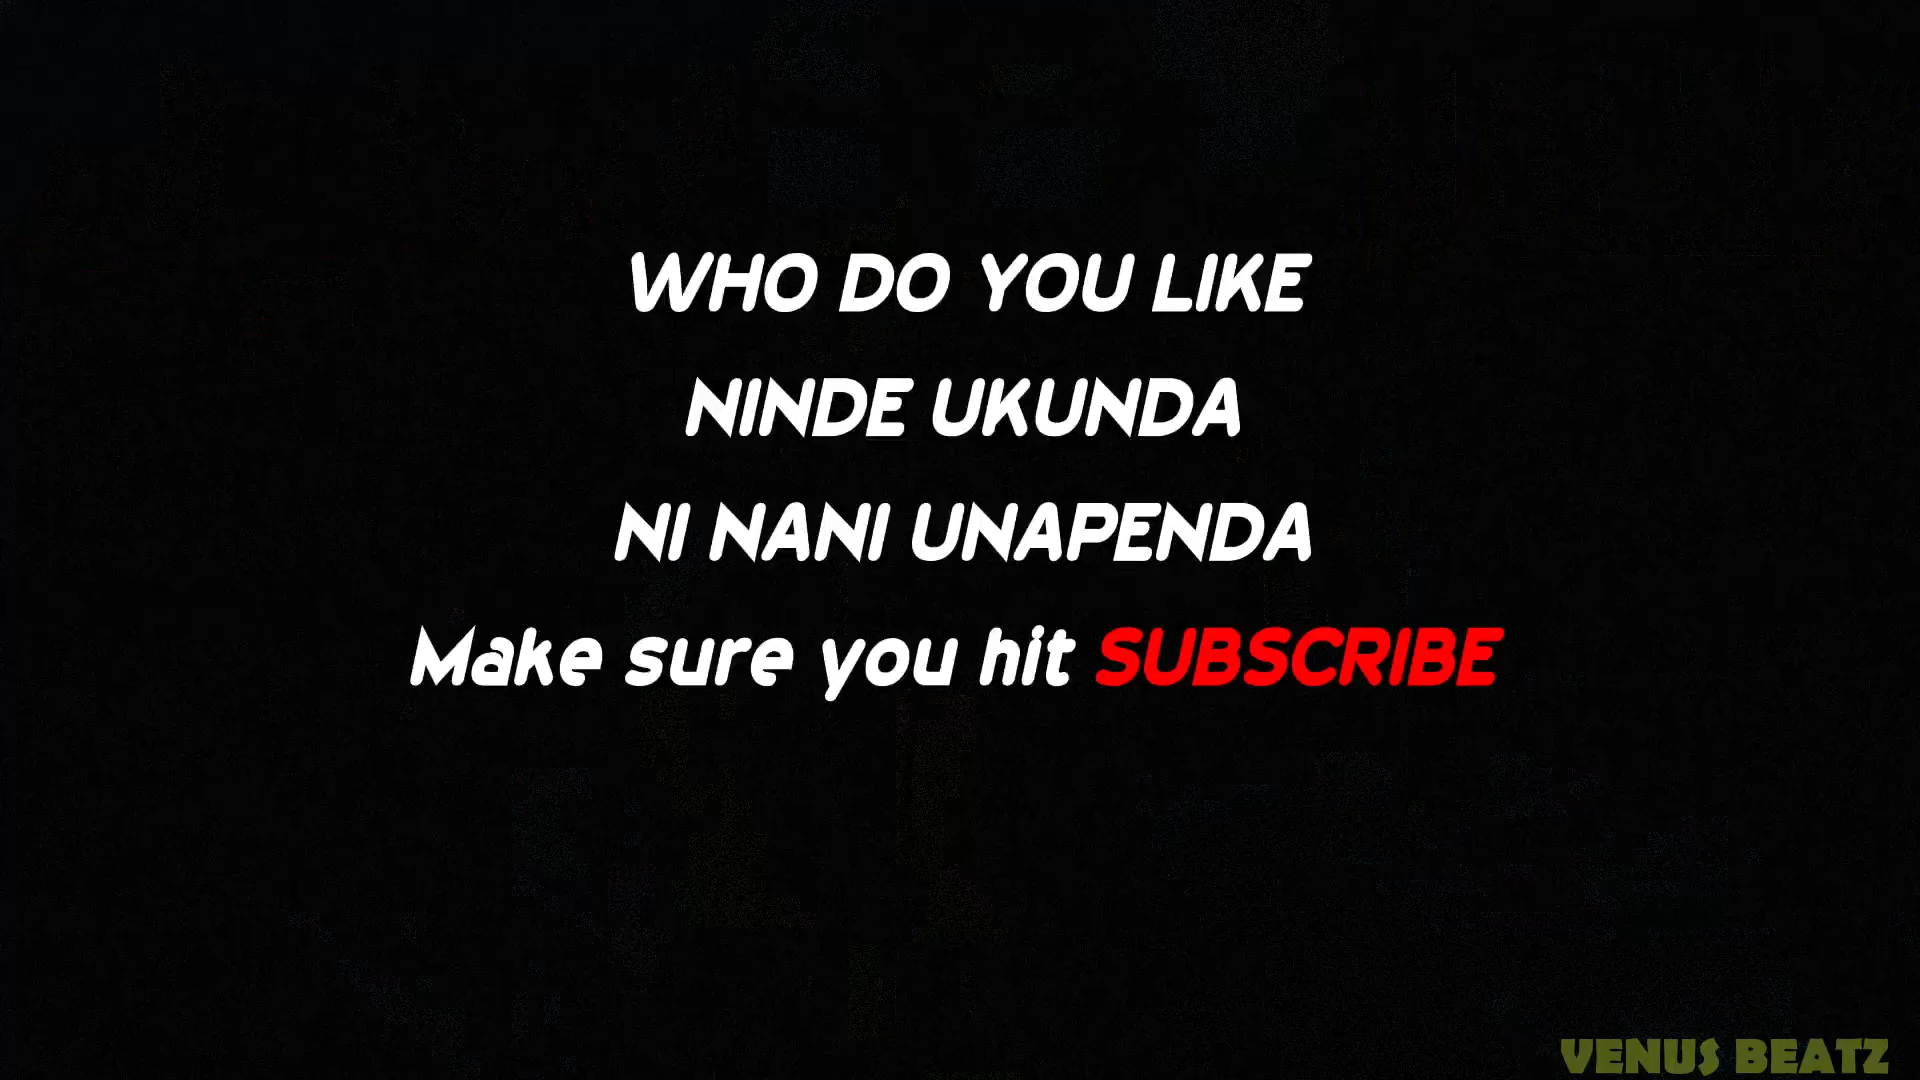 WHO DO YOU LIKE
NINDE UKUNDA
NI NANI UNAPENDA
Make sure you hit SUBSCRIBE
VENUS BEATZ